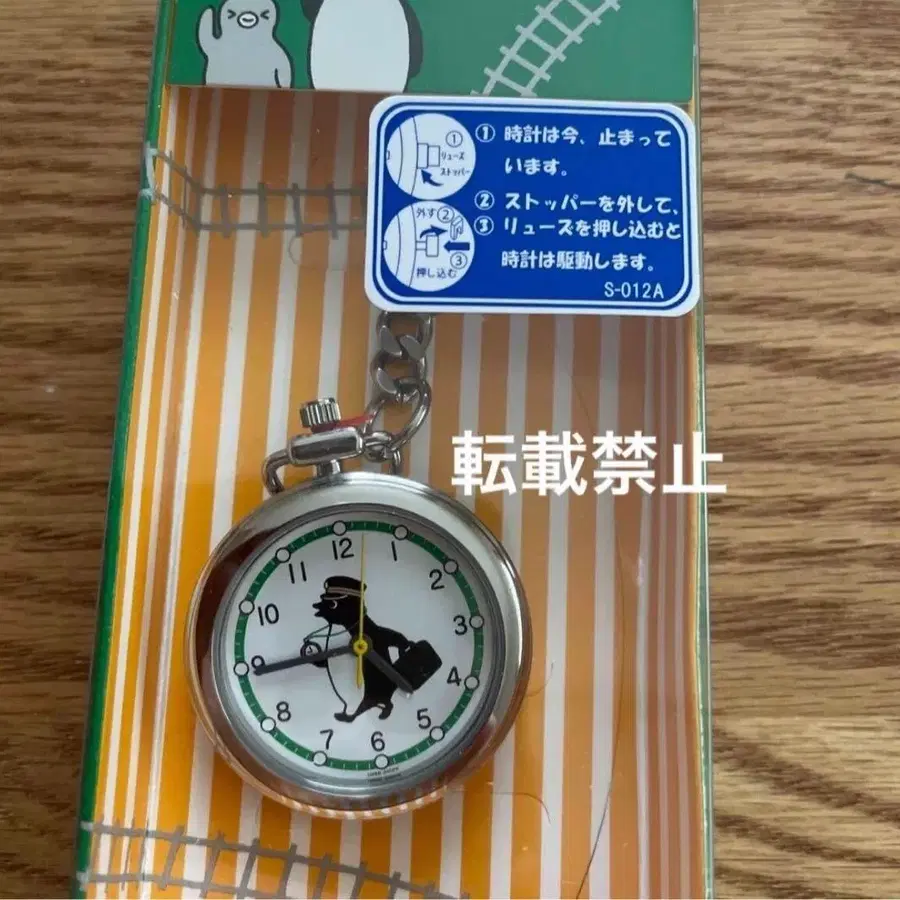 ① 時計は今、止まって
います。
② ストッパーを外して、
③ リューズを押し込むと
時計は駆動します。
S-012A
①
リューズ
ストッパー
外す②
③
押し込む
転載禁止
12
1
2
3
4
5
6
7
8
9
10
11